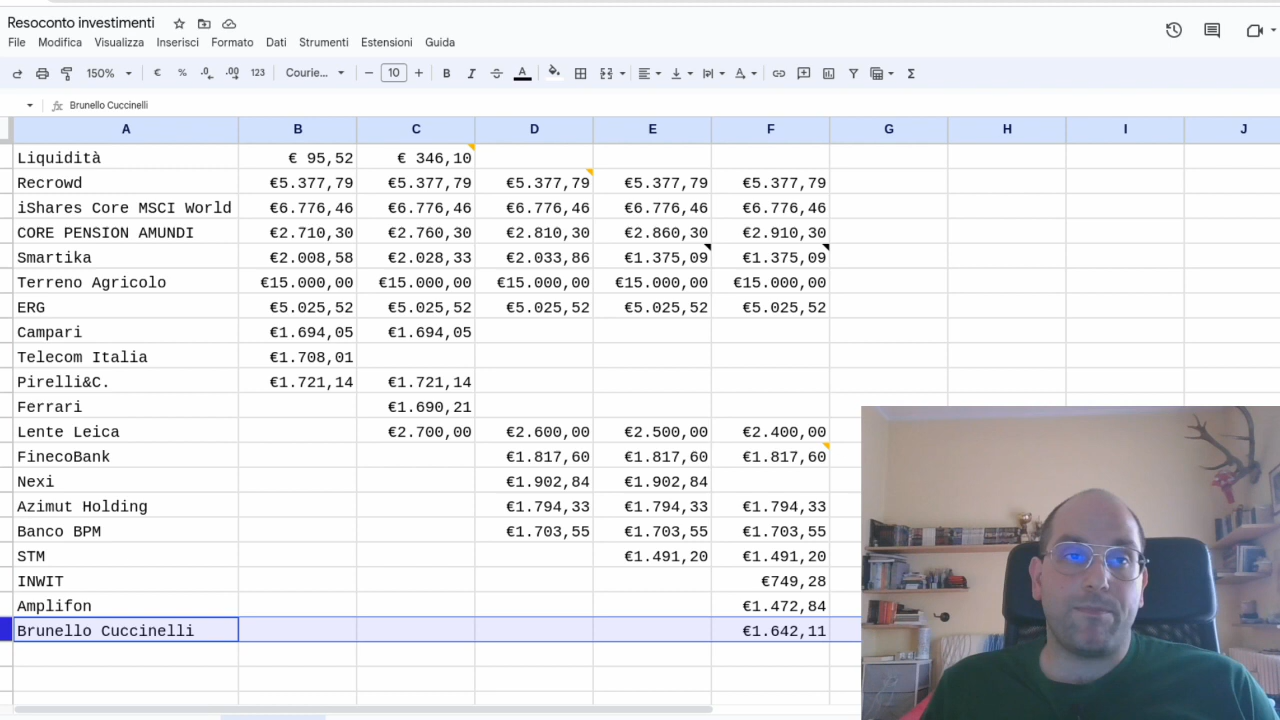 Resoconto investimenti
File Modifica Visualizza Inserisci Formato Dati Strumenti Estensioni Guida
150% € % .0 .00 123 Courie... − 10 + B I S A Σ
fx Brunello Cuccinelli
A B C D E F G H I J
Liquidità € 95,52 € 346,10
Recrowd €5.377,79 €5.377,79 €5.377,79 €5.377,79 €5.377,79
iShares Core MSCI World €6.776,46 €6.776,46 €6.776,46 €6.776,46 €6.776,46
CORE PENSION AMUNDI €2.710,30 €2.760,30 €2.810,30 €2.860,30 €2.910,30
Smartika €2.008,58 €2.028,33 €2.033,86 €1.375,09 €1.375,09
Terreno Agricolo €15.000,00 €15.000,00 €15.000,00 €15.000,00 €15.000,00
ERG €5.025,52 €5.025,52 €5.025,52 €5.025,52 €5.025,52
Campari €1.694,05 €1.694,05
Telecom Italia €1.708,01
Pirelli&C. €1.721,14 €1.721,14
Ferrari €1.690,21
Lente Leica €2.700,00 €2.600,00 €2.500,00 €2.400,00
FinecoBank €1.817,60 €1.817,60 €1.817,60
Nexi €1.902,84 €1.902,84
Azimut Holding €1.794,33 €1.794,33 €1.794,33
Banco BPM €1.703,55 €1.703,55 €1.703,55
STM €1.491,20 €1.491,20
INWIT €749,28
Amplifon €1.472,84
Brunello Cuccinelli €1.642,11